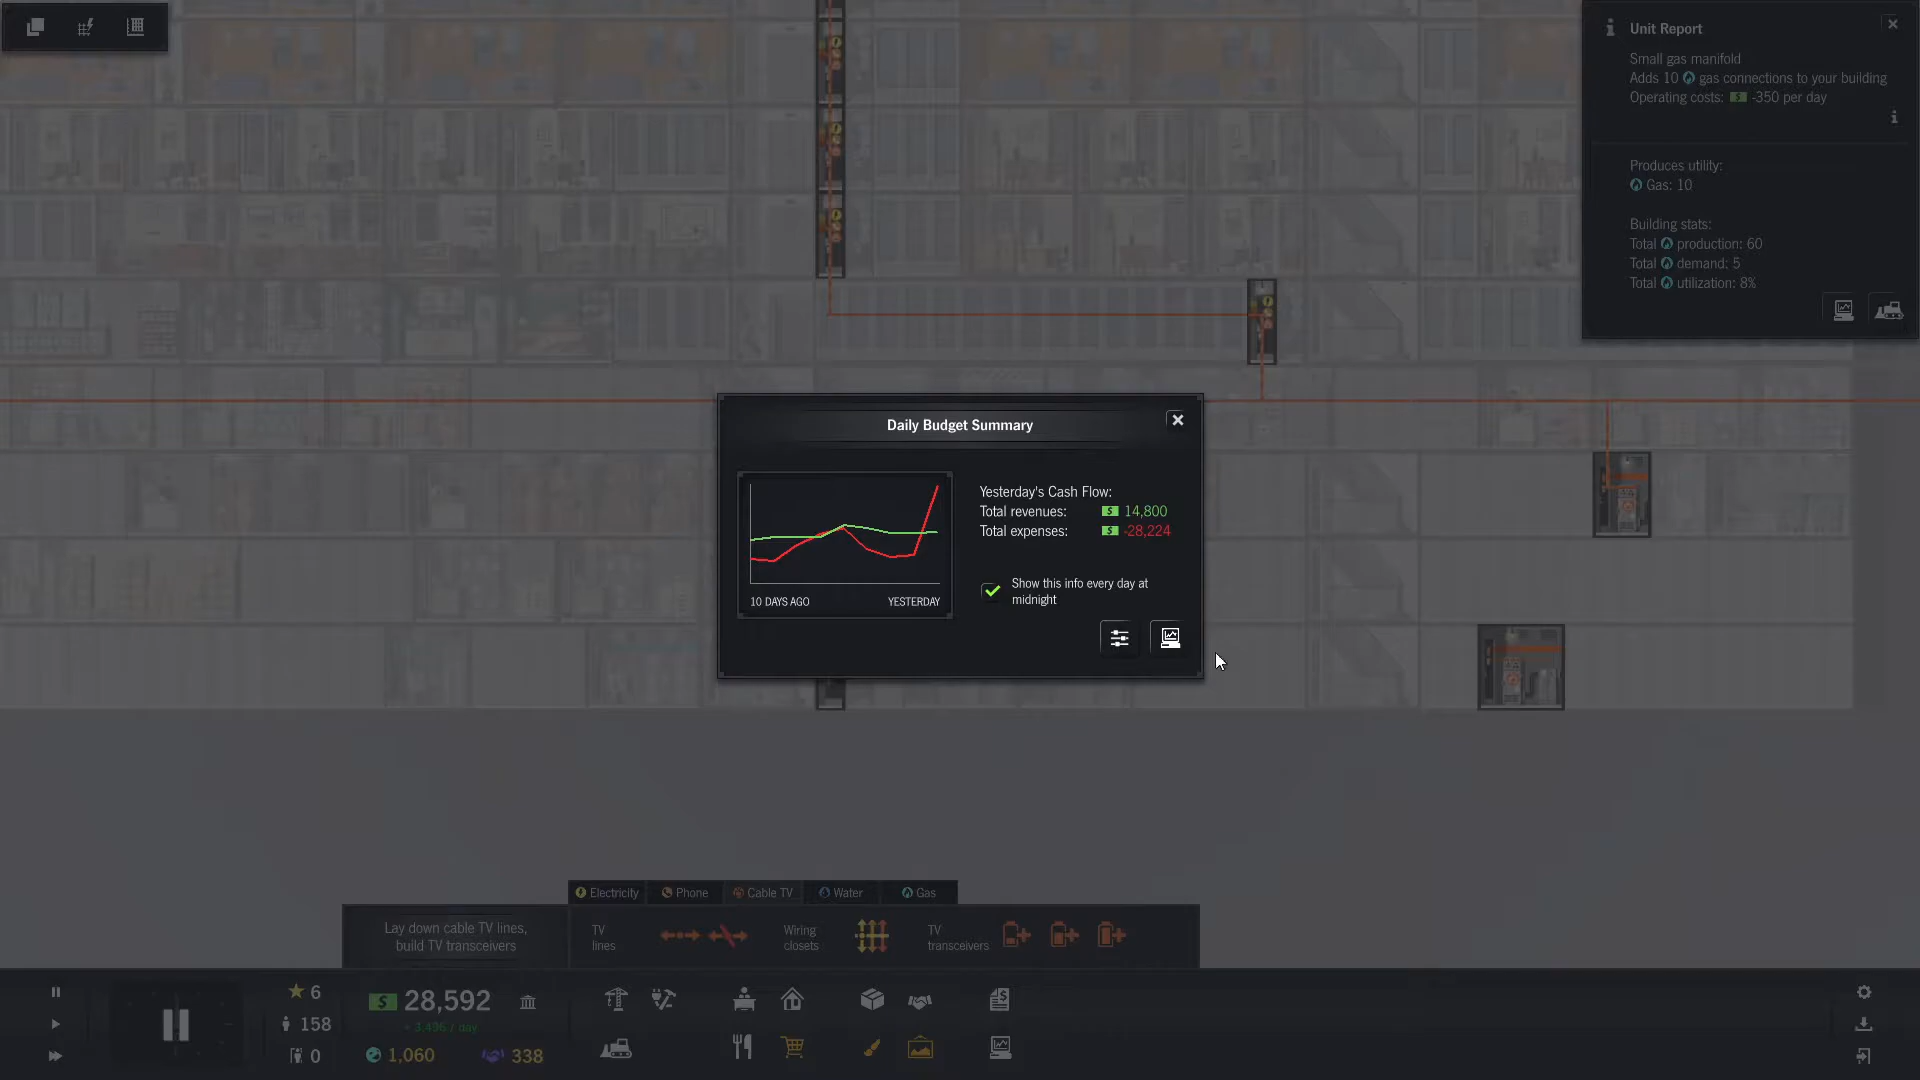 Unit Report
Small gas manifold
Adds 10 gas connections to your building
Operating costs: -350 per day
Produces utility:
Gas: 10
Building stats:
Total production: 60
Total demand: 5
Total utilization: 8%
Daily Budget Summary
Yesterday's Cash Flow:
Total revenues: 14,800
Total expenses: -28,224
Show this info every day at
midnight
10 DAYS AGO YESTERDAY
Electricity Phone Cable TV Water Gas
Lay down cable TV lines,
build TV transceivers
TV
lines
Wiring
closets
TV
transceivers
6
28,592
158
+ 3,496 / day
0
1,060
338